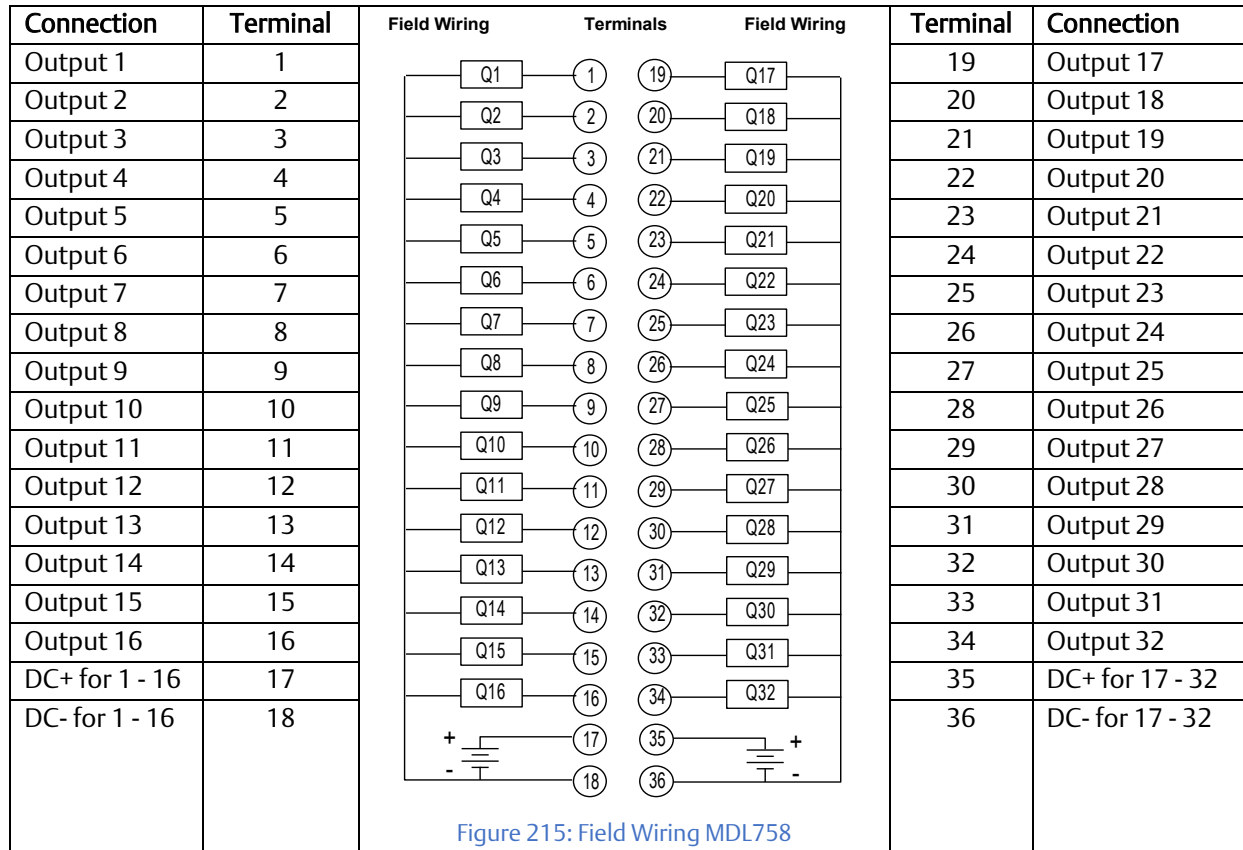 Connection Terminal Field Wiring Terminals Field Wiring Terminal Connection
Output 1 1 Q1 1 19 Q17 19 Output 17
Output 2 2 Q2 2 20 Q18 20 Output 18
Output 3 3 Q3 3 21 Q19 21 Output 19
Output 4 4 Q4 4 22 Q20 22 Output 20
Output 5 5 Q5 5 23 Q21 23 Output 21
Output 6 6 Q6 6 24 Q22 24 Output 22
Output 7 7 Q7 7 25 Q23 25 Output 23
Output 8 8 Q8 8 26 Q24 26 Output 24
Output 9 9 Q9 9 27 Q25 27 Output 25
Output 10 10 Q10 10 28 Q26 28 Output 26
Output 11 11 Q11 11 29 Q27 29 Output 27
Output 12 12 Q12 12 30 Q28 30 Output 28
Output 13 13 Q13 13 31 Q29 31 Output 29
Output 14 14 Q14 14 32 Q30 32 Output 30
Output 15 15 Q15 15 33 Q31 33 Output 31
Output 16 16 Q16 16 34 Q32 34 Output 32
DC+ for 1 - 16 17 + 17 35 + 35 DC+ for 17 - 32
DC- for 1 - 16 18 - 18 36 - 36 DC- for 17 - 32
Figure 215: Field Wiring MDL758